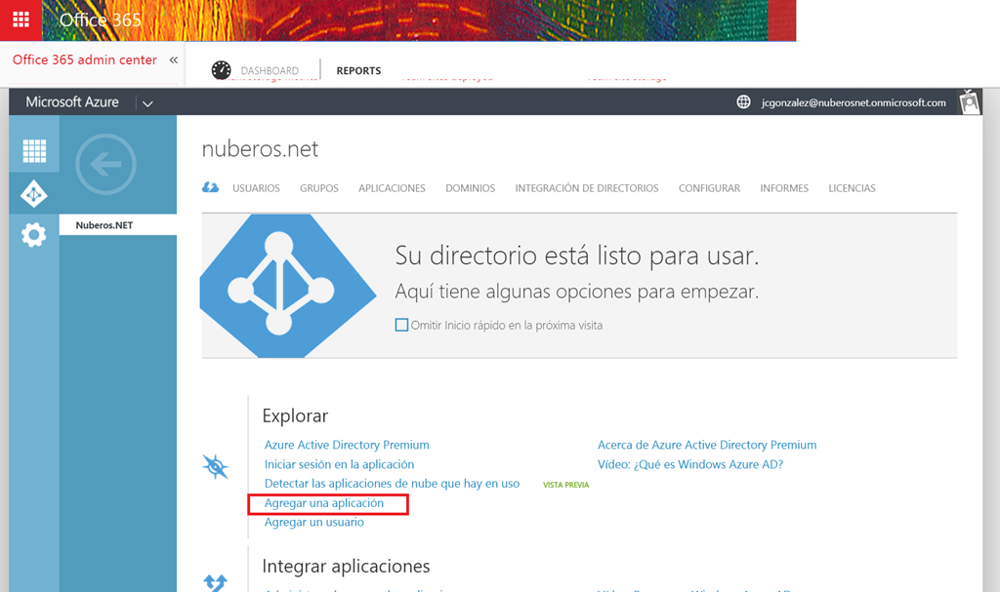 Office 365
Office 365 admin center «
DASHBOARD REPORTS
Microsoft Azure
jcgonzalez@nuberosnet.onmicrosoft.com
nuberos.net
USUARIOS GRUPOS APLICACIONES DOMINIOS INTEGRACIÓN DE DIRECTORIOS CONFIGURAR INFORMES LICENCIAS
Nuberos.NET
Su directorio está listo para usar.
Aquí tiene algunas opciones para empezar.
Omitir Inicio rápido en la próxima visita
Explorar
Azure Active Directory Premium
Acerca de Azure Active Directory Premium
Iniciar sesión en la aplicación
Vídeo: ¿Qué es Windows Azure AD?
Detectar las aplicaciones de nube que hay en uso VISTA PREVIA
Agregar una aplicación
Agregar un usuario
Integrar aplicaciones